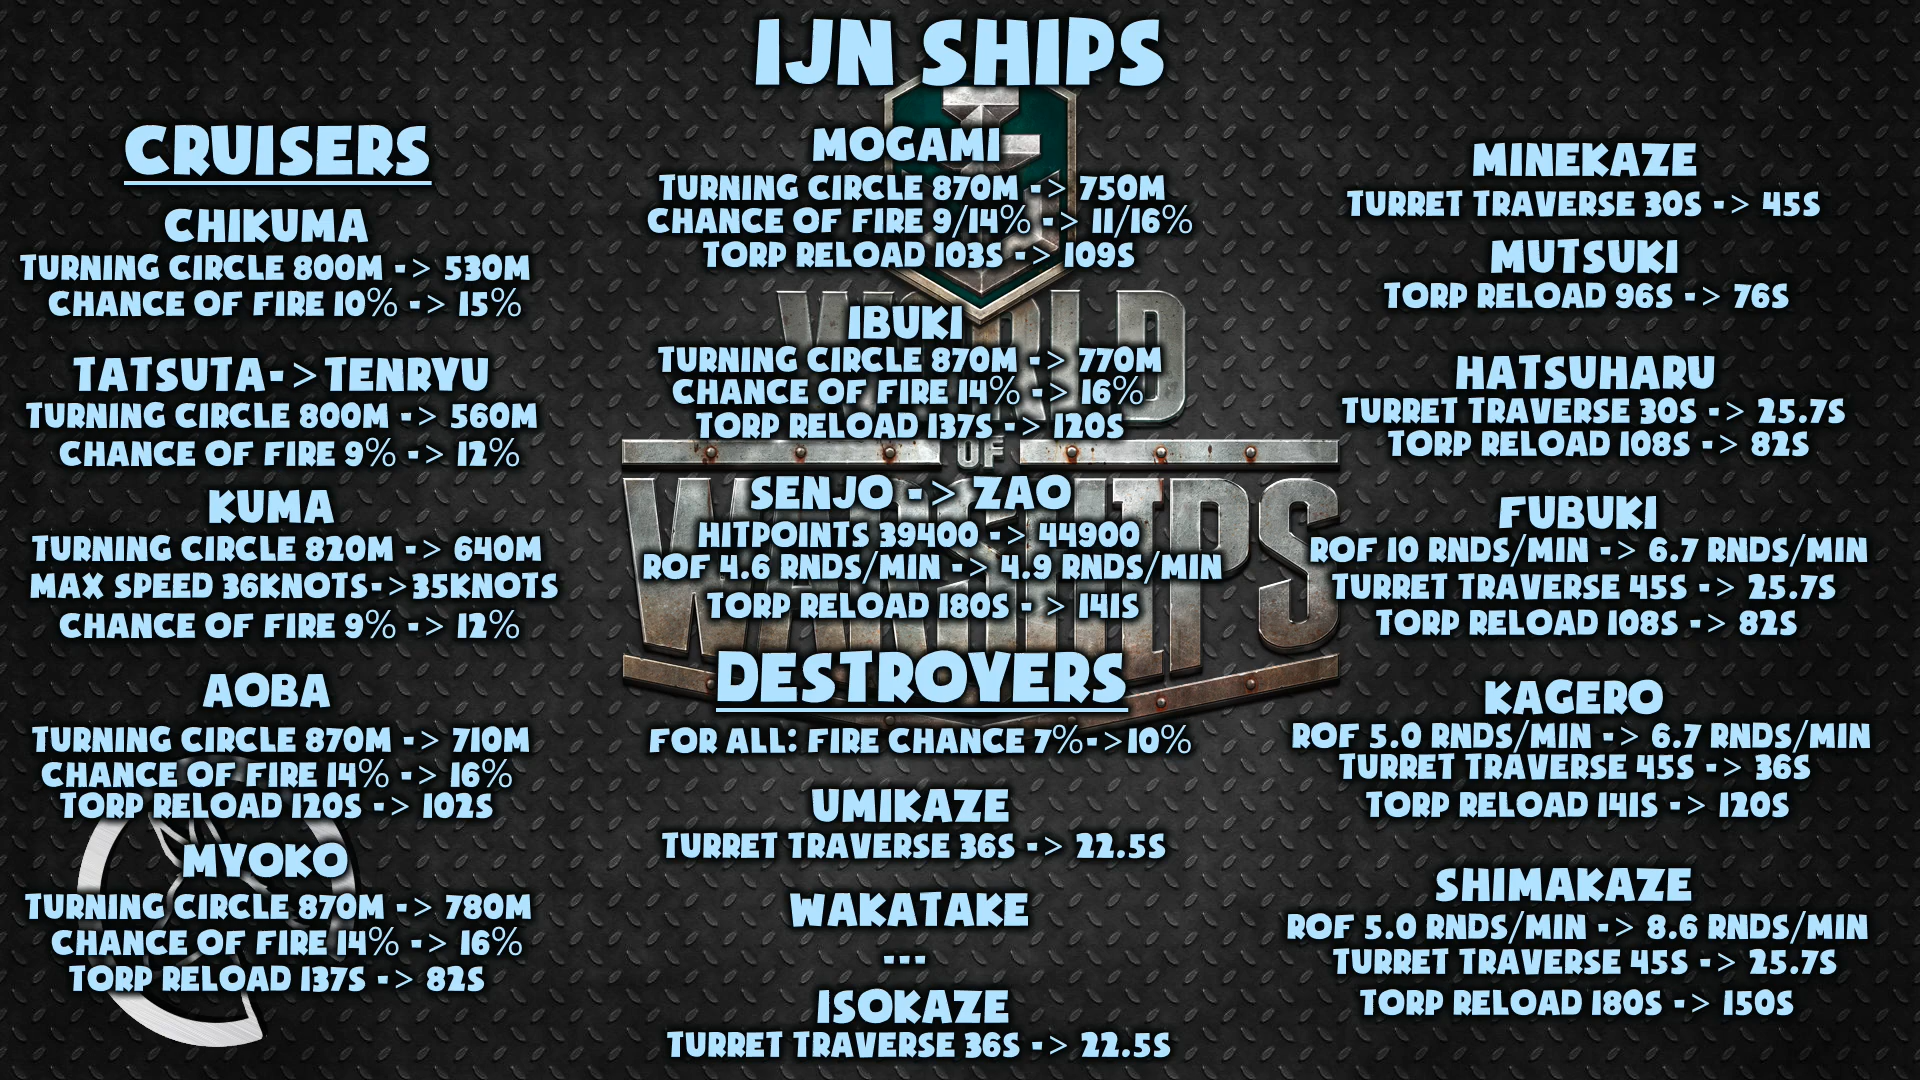 IJN SHIPS
CRUISERS
CHIKUMA
TURNING CIRCLE 800M -> 530M
CHANCE OF FIRE 10% -> 15%
TATSUTA->TENRYU
TURNING CIRCLE 800M -> 560M
CHANCE OF FIRE 9% -> 12%
KUMA
TURNING CIRCLE 820M -> 640M
MAX SPEED 36KNOTS->35KNOTS
CHANCE OF FIRE 9% -> 12%
AOBA
TURNING CIRCLE 870M -> 710M
CHANCE OF FIRE 14% -> 16%
TORP RELOAD 120S -> 102S
MYOKO
TURNING CIRCLE 870M -> 780M
CHANCE OF FIRE 14% -> 16%
TORP RELOAD 137S -> 82S
MOGAMI
TURNING CIRCLE 870M -> 750M
CHANCE OF FIRE 9/14% -> 11/16%
TORP RELOAD 103S -> 109S
IBUKI
TURNING CIRCLE 870M -> 770M
CHANCE OF FIRE 14% -> 16%
TORP RELOAD 137S -> 120S
SENJO -> ZAO
HITPOINTS 39400 -> 44900
ROF 4.6 RNDS/MIN -> 4.9 RNDS/MIN
TORP RELOAD 180S - > 141S
WORLD
OF
WARSHIPS
DESTROYERS
FOR ALL: FIRE CHANCE 7%->10%
UMIKAZE
TURRET TRAVERSE 36S -> 22.5S
WAKATAKE
---
ISOKAZE
TURRET TRAVERSE 36S -> 22.5S
MINEKAZE
TURRET TRAVERSE 30S -> 45S
MUTSUKI
TORP RELOAD 96S -> 76S
HATSUHARU
TURRET TRAVERSE 30S -> 25.7S
TORP RELOAD 108S -> 82S
FUBUKI
ROF 10 RNDS/MIN -> 6.7 RNDS/MIN
TURRET TRAVERSE 45S -> 25.7S
TORP RELOAD 108S -> 82S
KAGERO
ROF 5.0 RNDS/MIN -> 6.7 RNDS/MIN
TURRET TRAVERSE 45S -> 36S
TORP RELOAD 141S -> 120S
SHIMAKAZE
ROF 5.0 RNDS/MIN -> 8.6 RNDS/MIN
TURRET TRAVERSE 45S -> 25.7S
TORP RELOAD 180S -> 150S